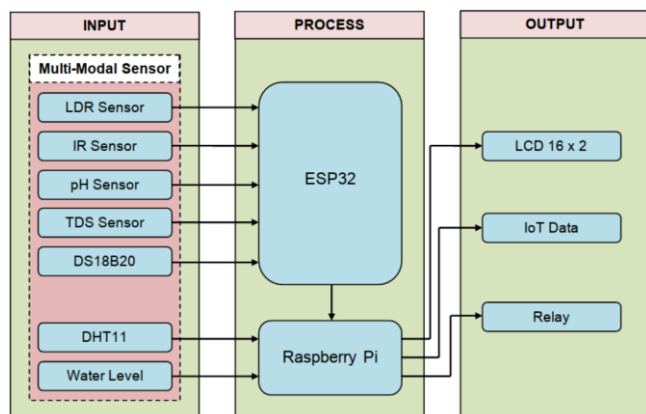 INPUT
PROCESS
OUTPUT
Multi-Modal Sensor
LDR Sensor
IR Sensor
pH Sensor
TDS Sensor
DS18B20
DHT11
Water Level
ESP32
Raspberry Pi
LCD 16 x 2
IoT Data
Relay